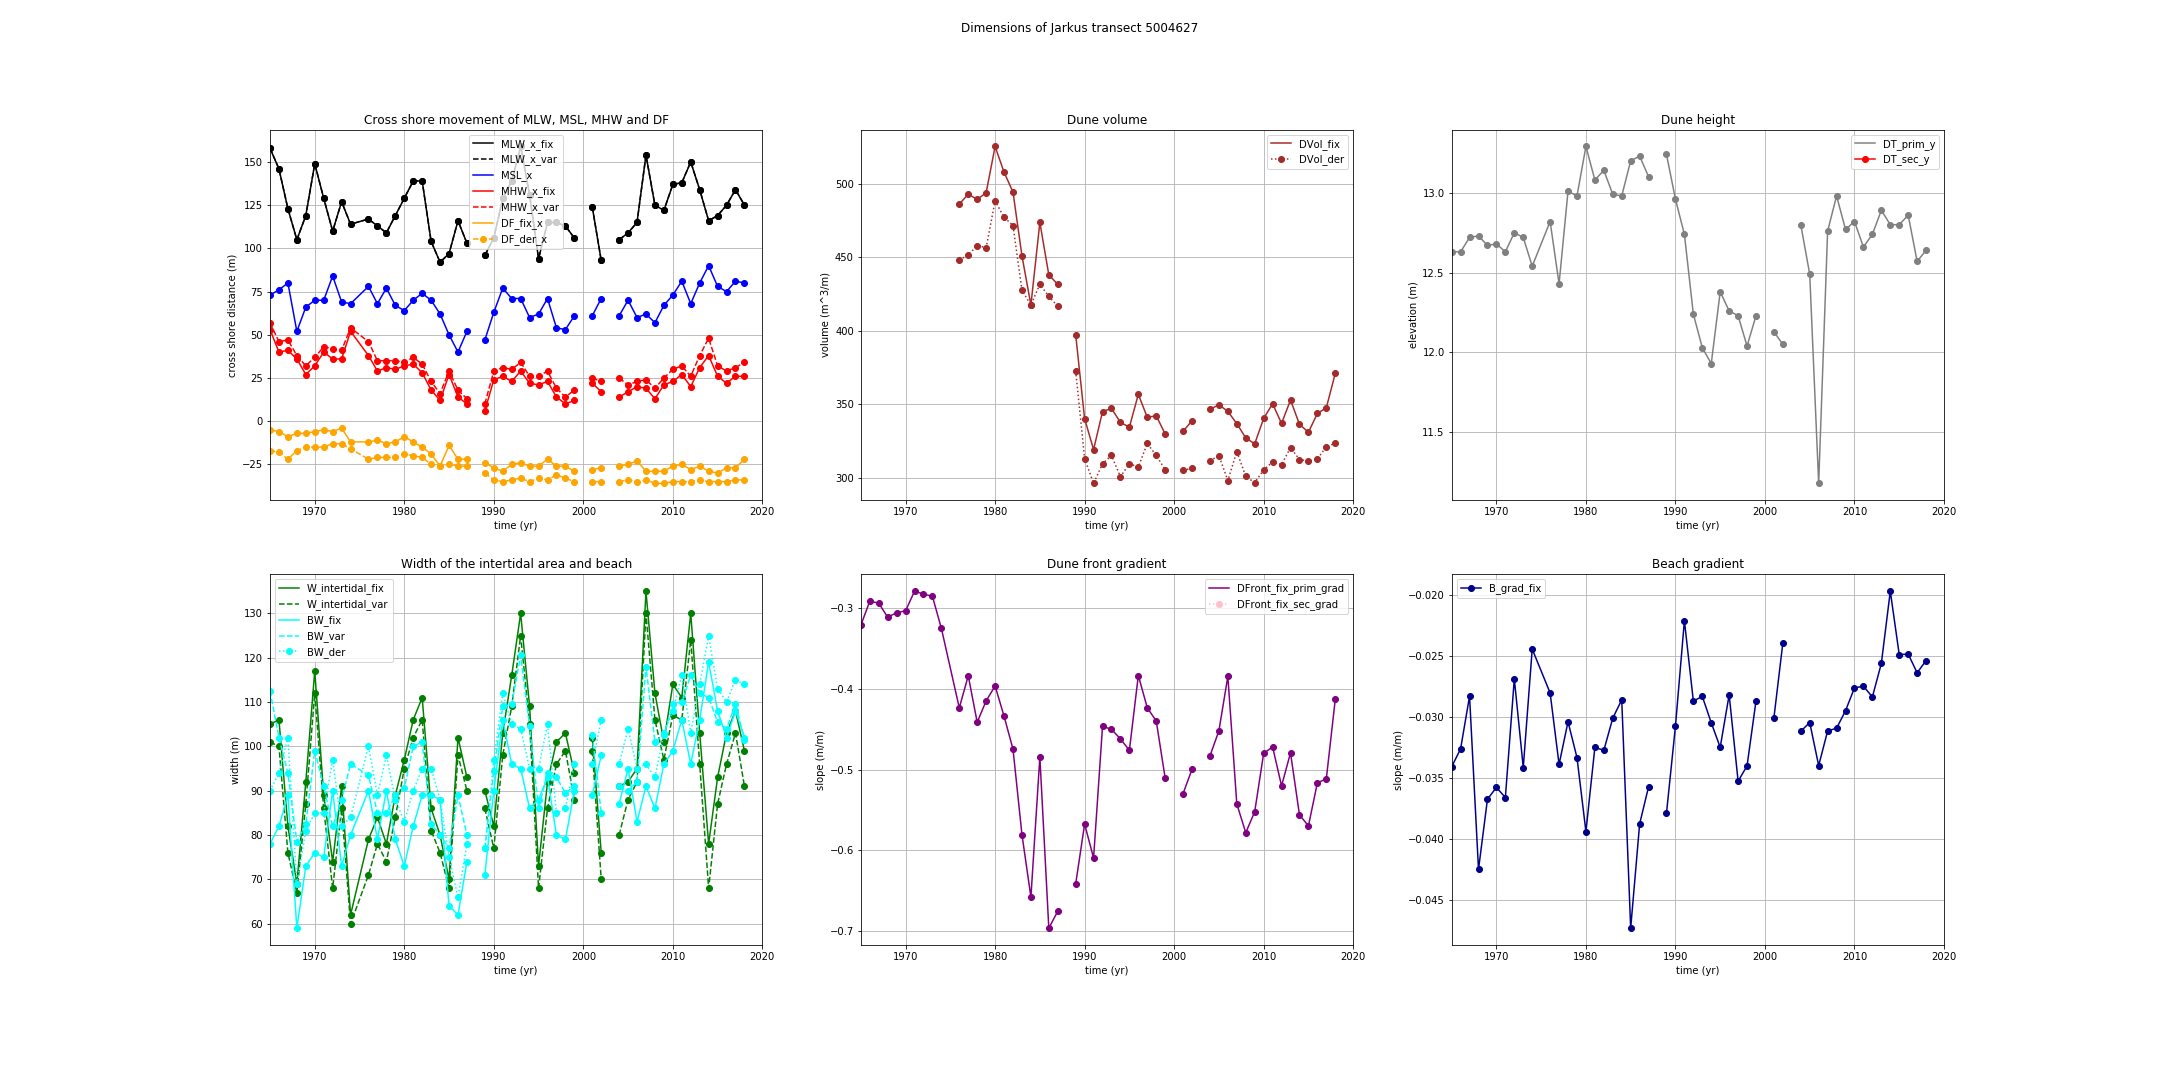 Dimensions of Jarkus transect 5004627
Cross shore movement of MLW, MSL, MHW and DF
cross shore distance (m)
150
125
100
75
50
25
0
−25
MLW_x_fix
MLW_x_var
MSL_x
MHW_x_fix
MHW_x_var
DF_fix_x
DF_der_x
1970 1980 1990 2000 2010 2020
time (yr)
Dune volume
volume (m^3/m)
500
450
400
350
300
DVol_fix
DVol_der
1970 1980 1990 2000 2010 2020
time (yr)
Dune height
elevation (m)
13.0
12.5
12.0
11.5
DT_prim_y
DT_sec_y
1970 1980 1990 2000 2010 2020
time (yr)
Width of the intertidal area and beach
width (m)
130
120
110
100
90
80
70
60
W_intertidal_fix
W_intertidal_var
BW_fix
BW_var
BW_der
1970 1980 1990 2000 2010 2020
time (yr)
Dune front gradient
slope (m/m)
−0.3
−0.4
−0.5
−0.6
−0.7
DFront_fix_prim_grad
DFront_fix_sec_grad
1970 1980 1990 2000 2010 2020
time (yr)
Beach gradient
slope (m/m)
−0.020
−0.025
−0.030
−0.035
−0.040
−0.045
B_grad_fix
1970 1980 1990 2000 2010 2020
time (yr)